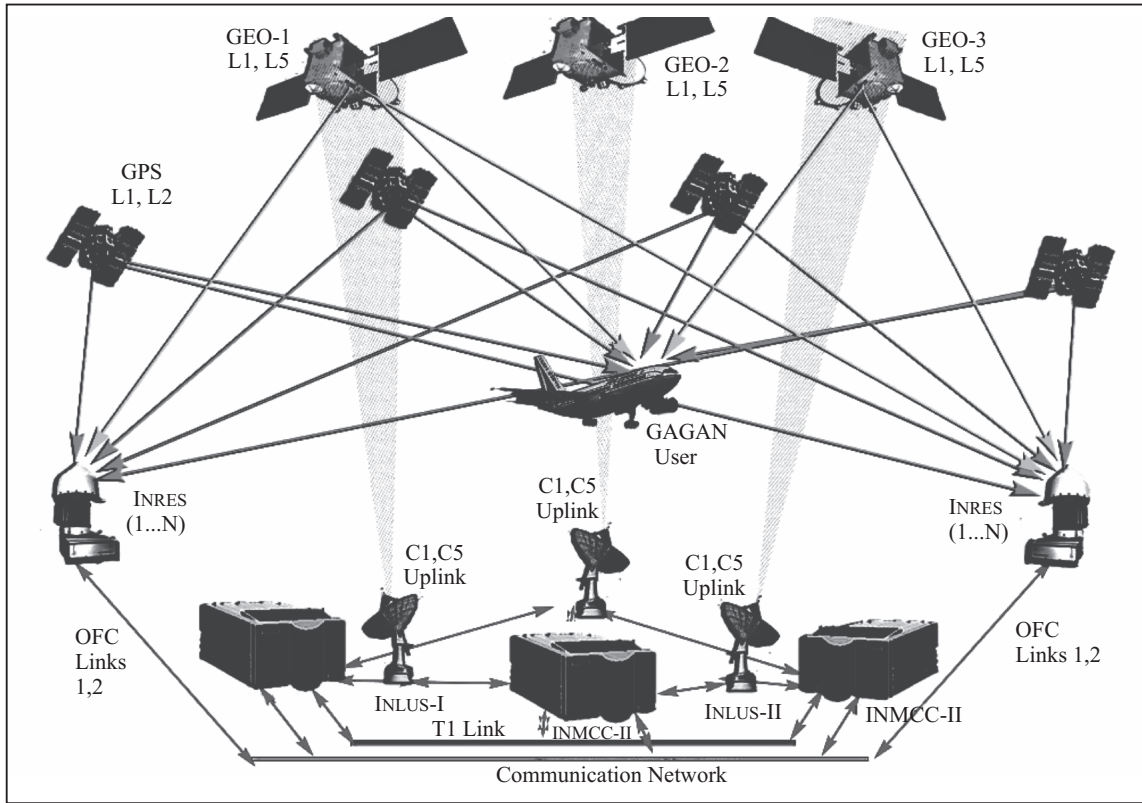 GEO-1
L1, L5
GEO-2
L1, L5
GEO-3
L1, L5
GPS
L1, L2
GAGAN
User
INRES
(1...N)
INRES
(1...N)
C1,C5
Uplink
C1,C5
Uplink
C1,C5
Uplink
OFC
Links
1,2
OFC
Links 1,2
INLUS-I
INLUS-II
INMCC-II
T1 Link
INMCC-II
Communication Network